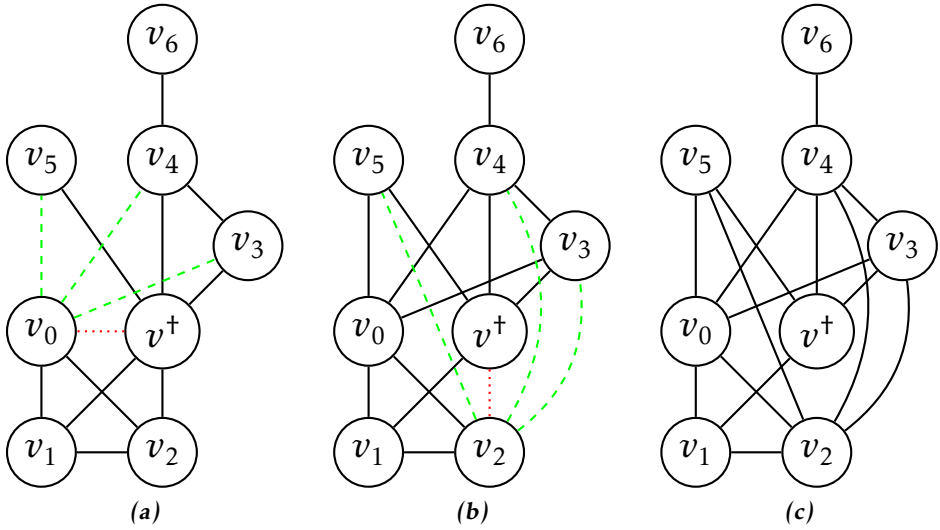 v₆ v₆ v₆
v₅ v₄ v₅ v₄ v₅ v₄
v₃ v₃ v₃
v₀ v† v₀ v† v₀ v†
v₁ v₂ v₁ v₂ v₁ v₂
(a) (b) (c)